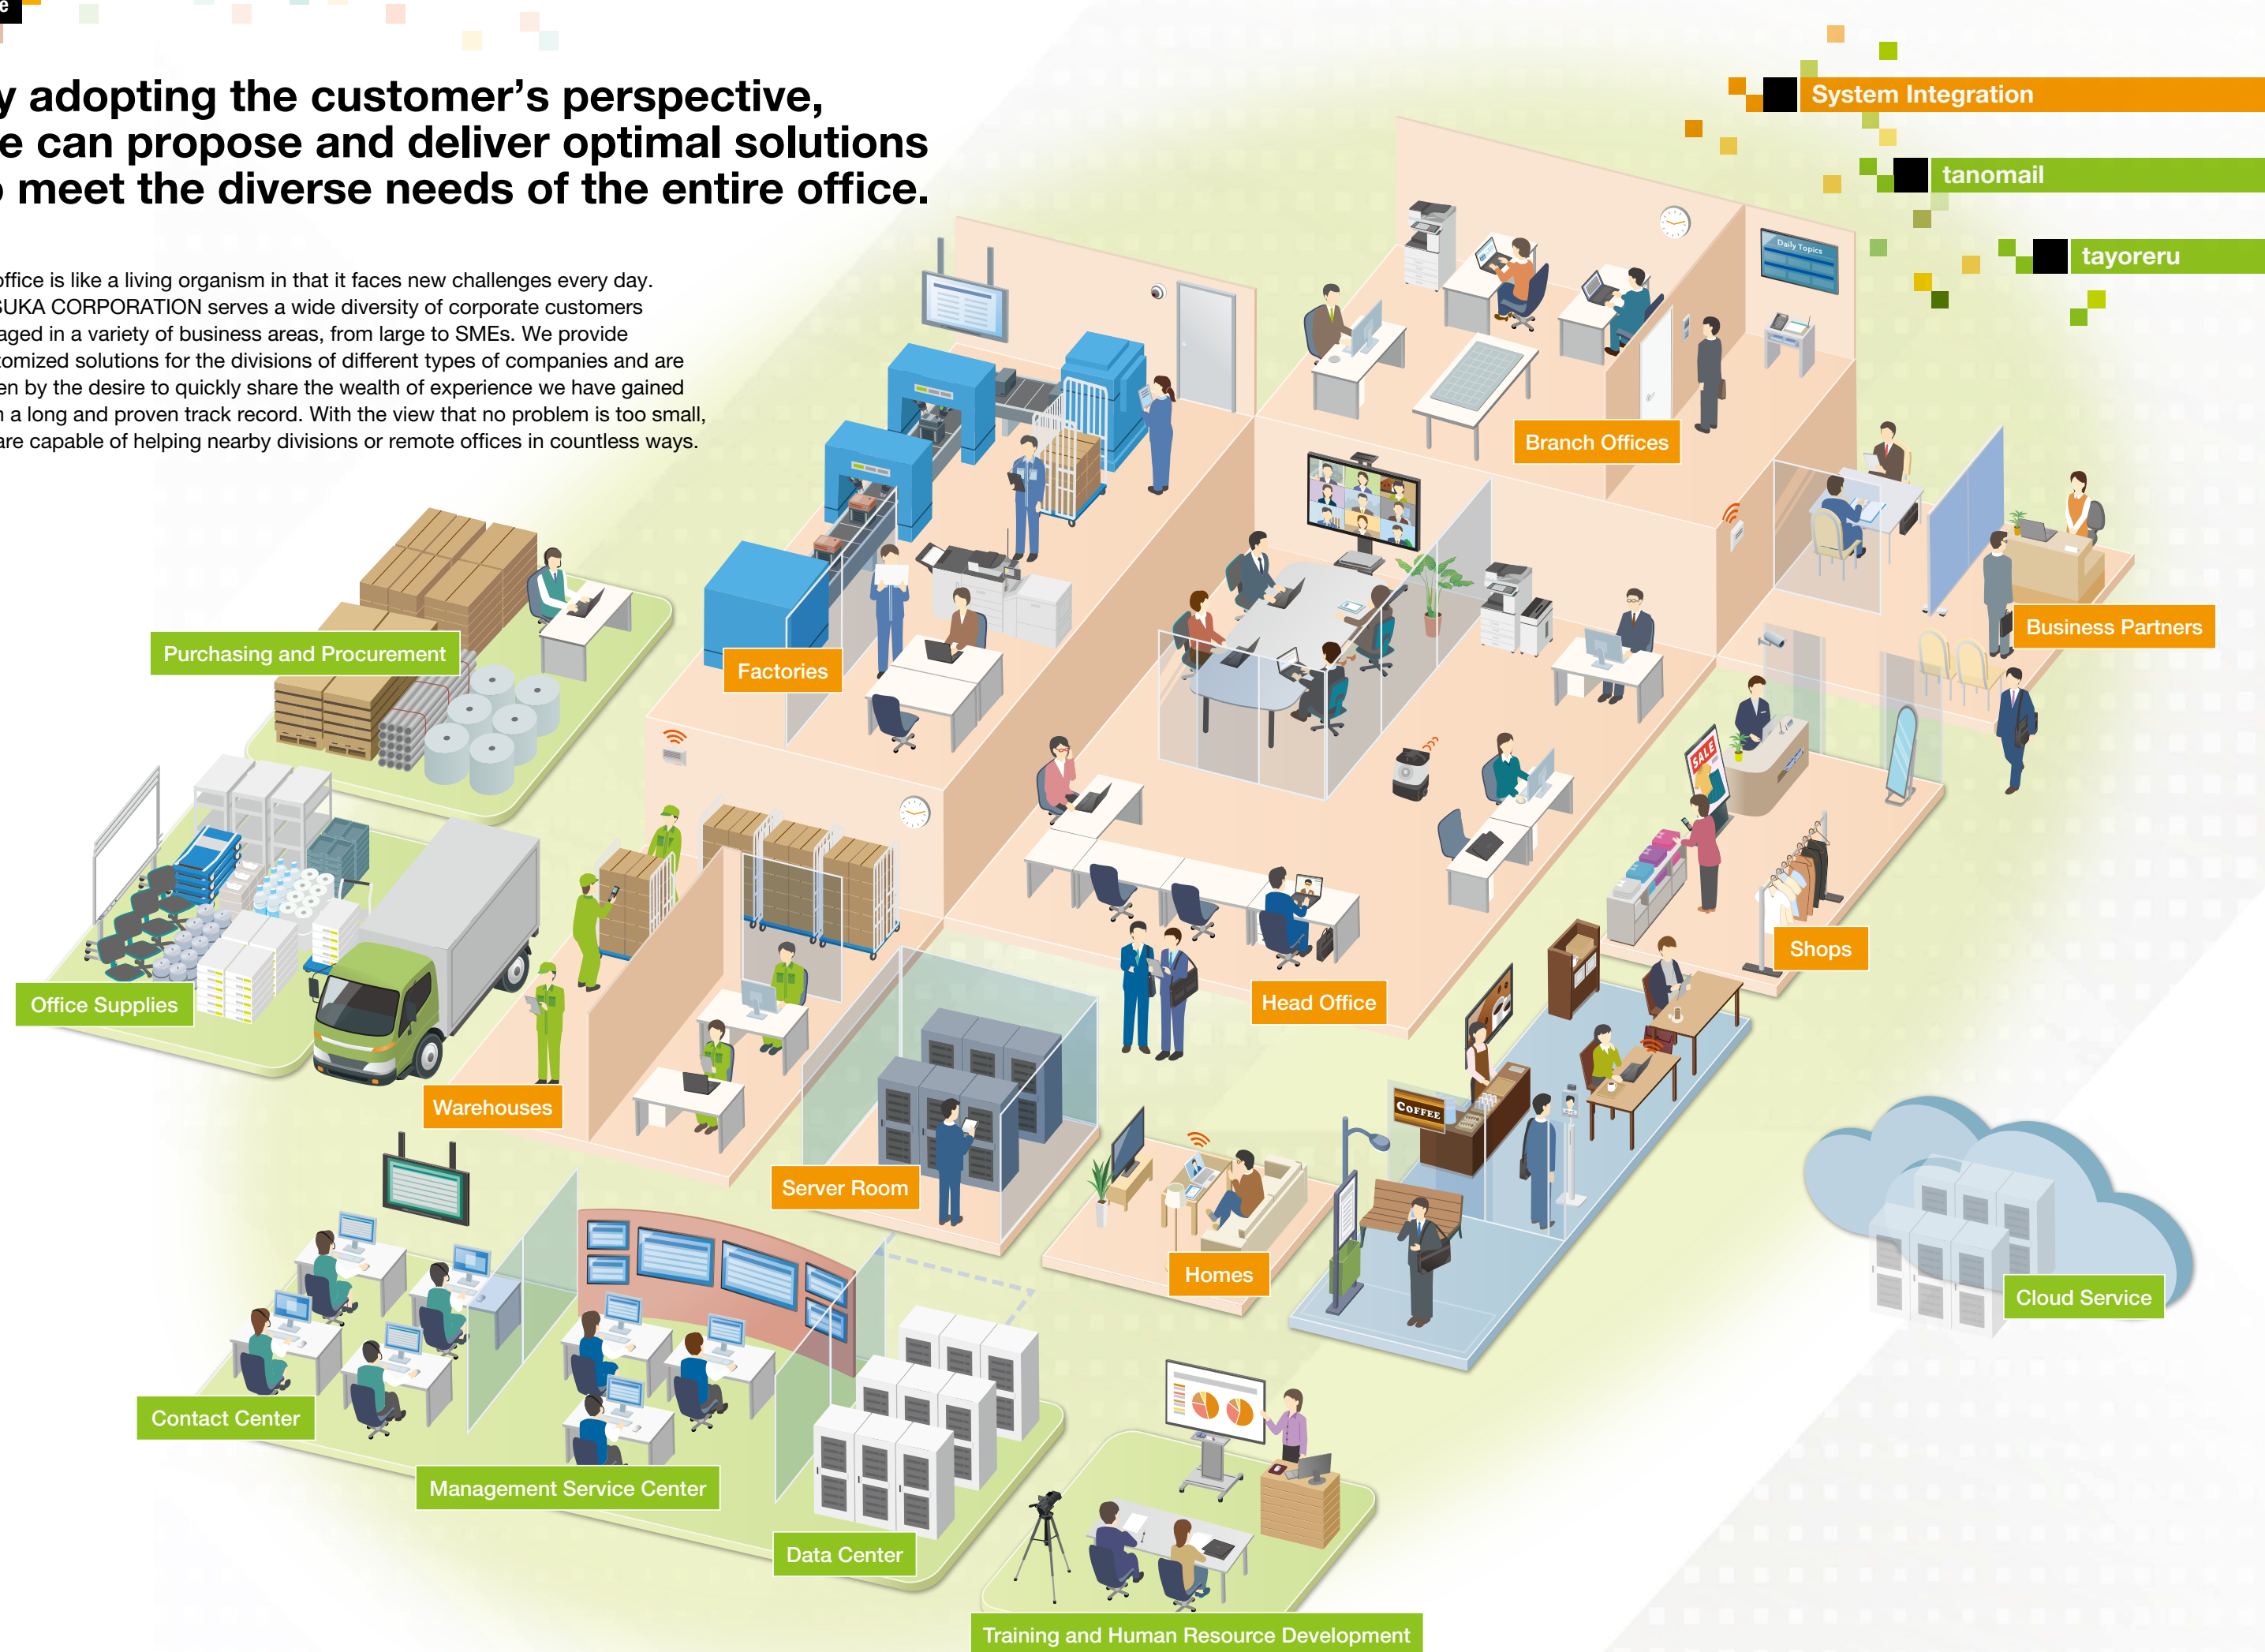 e
y adopting the customer's perspective,
e can propose and deliver optimal solutions
o meet the diverse needs of the entire office.
office is like a living organism in that it faces new challenges every day.
SUKA CORPORATION serves a wide diversity of corporate customers
aged in a variety of business areas, from large to SMEs. We provide
tomized solutions for the divisions of different types of companies and are
en by the desire to quickly share the wealth of experience we have gained
n a long and proven track record. With the view that no problem is too small,
are capable of helping nearby divisions or remote offices in countless ways.
System Integration
tanomail
tayoreru
Daily Topics
Branch Offices
Business Partners
Purchasing and Procurement
Factories
SALE
Shops
Office Supplies
Head Office
Warehouses
COFFEE
Server Room
Homes
Cloud Service
Contact Center
Management Service Center
Data Center
Training and Human Resource Development